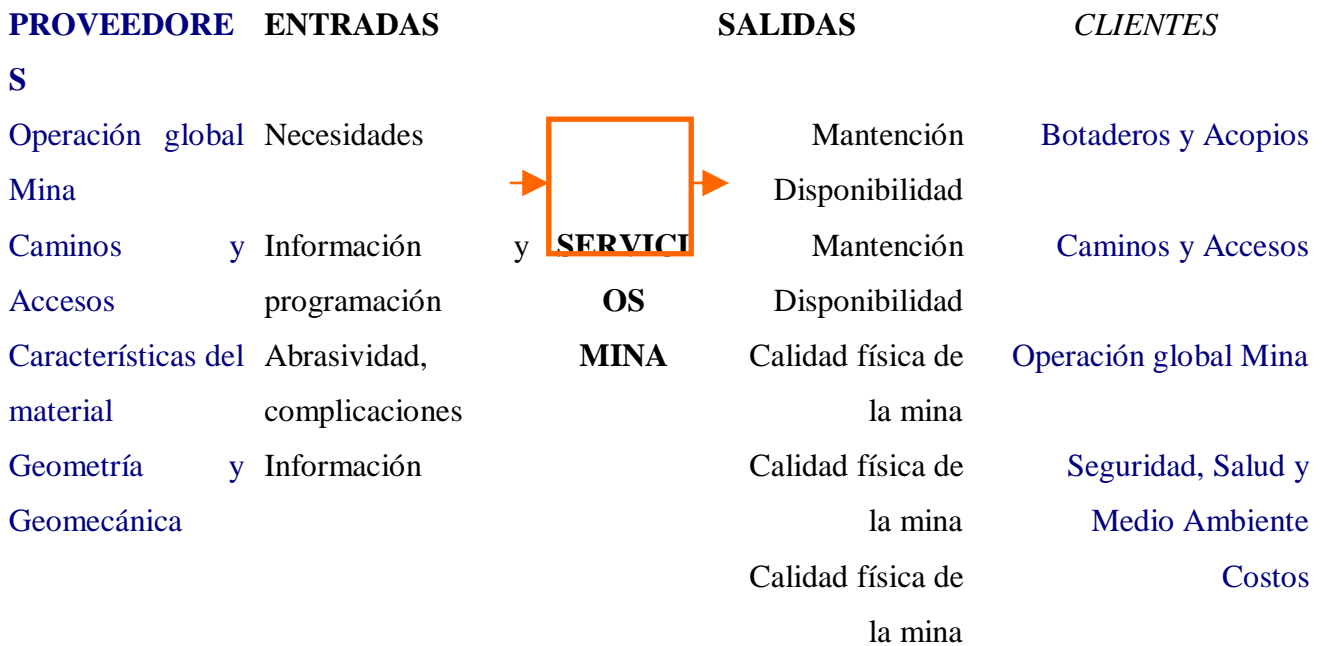 PROVEEDORE ENTRADAS SALIDAS CLIENTES
S
Operación global Necesidades Mantención Botaderos y Acopios
Mina Disponibilidad
Caminos y Información y SERVICI Mantención Caminos y Accesos
Accesos programación OS Disponibilidad
Características del Abrasividad, MINA Calidad física de Operación global Mina
material complicaciones la mina
Geometría y Información Calidad física de Seguridad, Salud y
Geomecánica la mina Medio Ambiente
Calidad física de Costos
la mina